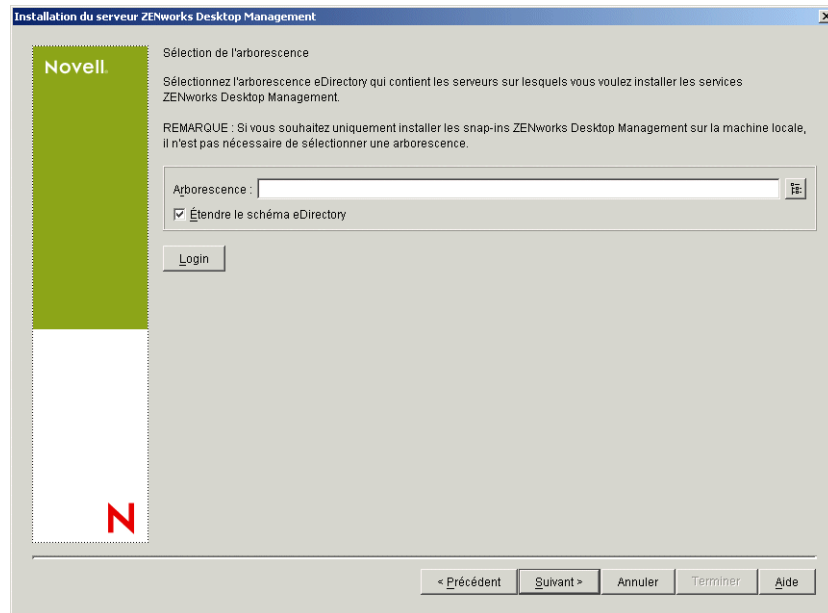 Installation du serveur ZENworks Desktop Management
Novell.
Sélection de l'arborescence
Sélectionnez l'arborescence eDirectory qui contient les serveurs sur lesquels vous voulez installer les services
ZENworks Desktop Management.
REMARQUE : Si vous souhaitez uniquement installer les snap-ins ZENworks Desktop Management sur la machine locale,
il n'est pas nécessaire de sélectionner une arborescence.
Arborescence :
Étendre le schéma eDirectory
Login
N
< Précédent Suivant > Annuler Terminer Aide